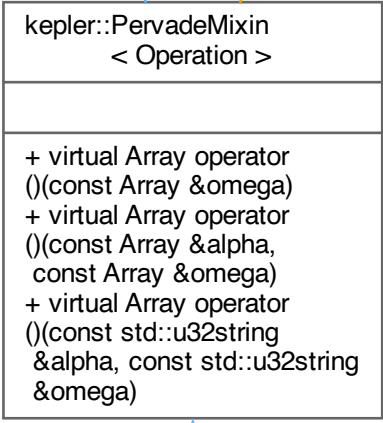 kepler::PervadeMixin
< Operation >
+ virtual Array operator
()(const Array &omega)
+ virtual Array operator
()(const Array &alpha,
const Array &omega)
+ virtual Array operator
()(const std::u32string
&alpha, const std::u32string
&omega)